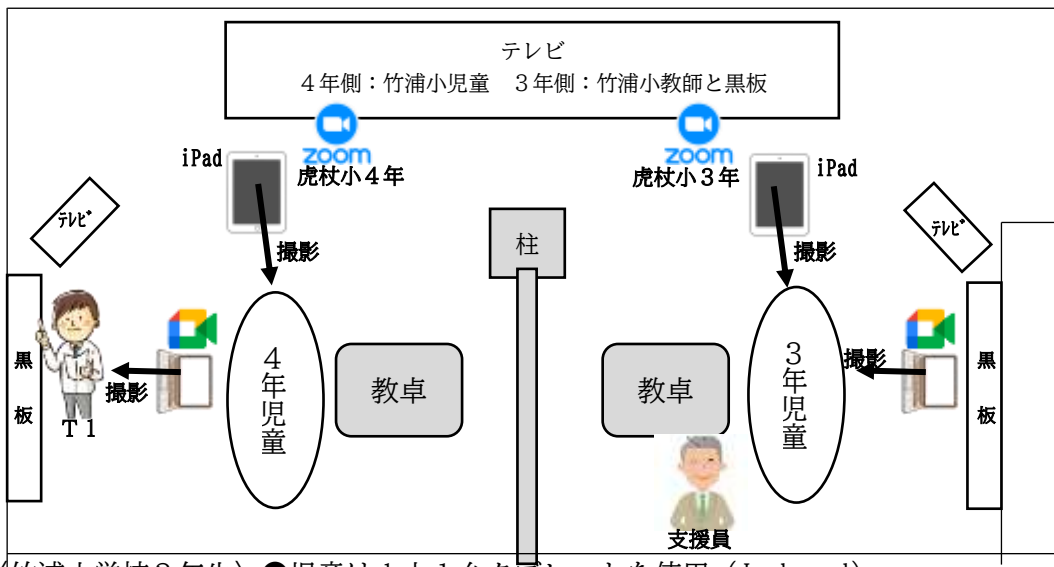 テレビ
４年側：竹浦小児童　３年側：竹浦小教師と黒板
zoom
虎杖小４年
zoom
虎杖小３年
iPad
iPad
ﾃﾚﾋﾞ
ﾃﾚﾋﾞ
撮影
撮影
柱
黒板
T１
撮影
４年児童
教卓
教卓
３年児童
撮影
黒板
支援員